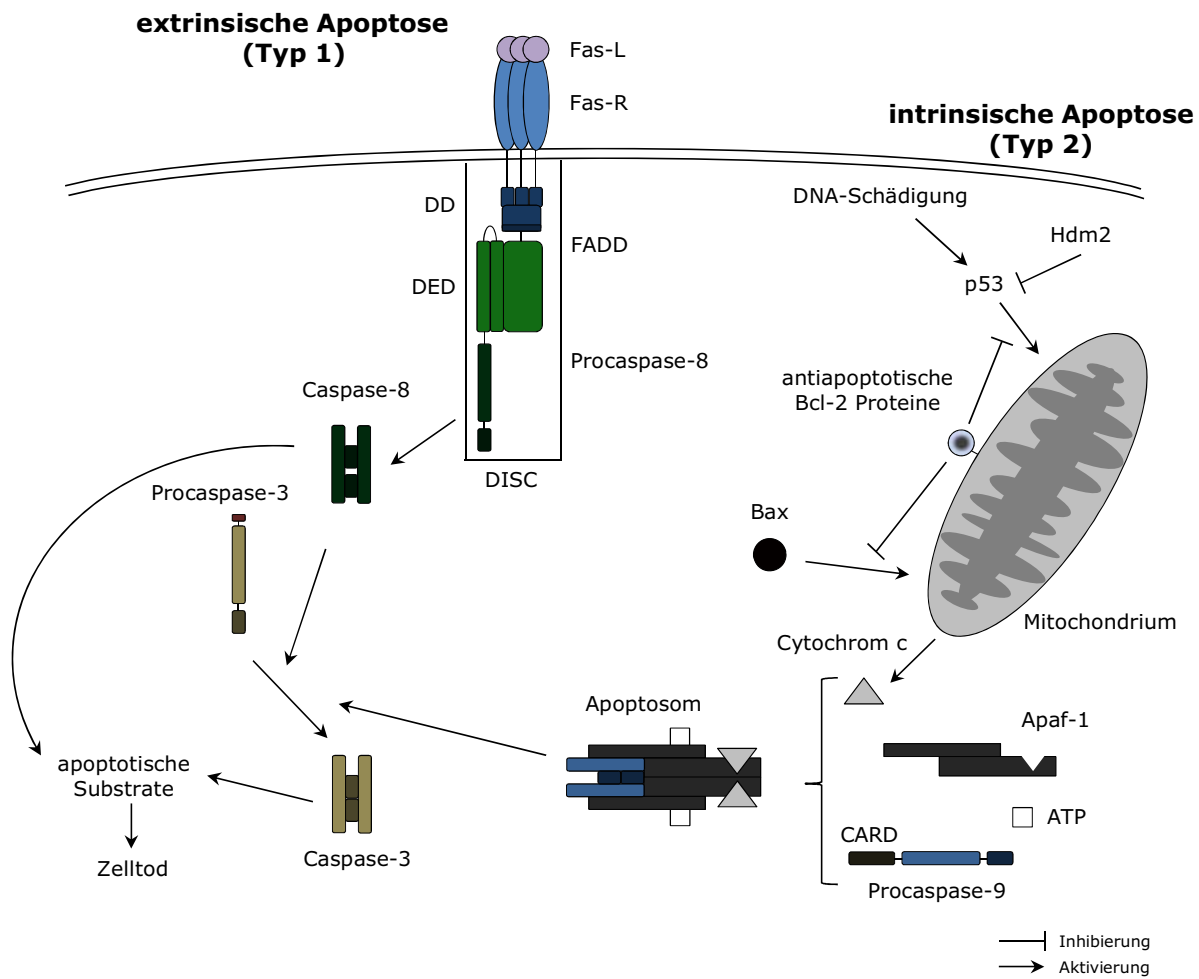 extrinsische Apoptose
(Typ 1)
Fas-L
Fas-R
intrinsische Apoptose
(Typ 2)
DD
FADD
DED
Procaspase-8
DISC
Caspase-8
Procaspase-3
DNA-Schädigung
Hdm2
p53
antiapoptotische
Bcl-2 Proteine
Bax
Mitochondrium
Cytochrom c
Apoptosom
Apaf-1
ATP
CARD
Procaspase-9
apoptotische
Substrate
Zelltod
Caspase-3
Inhibierung
Aktivierung